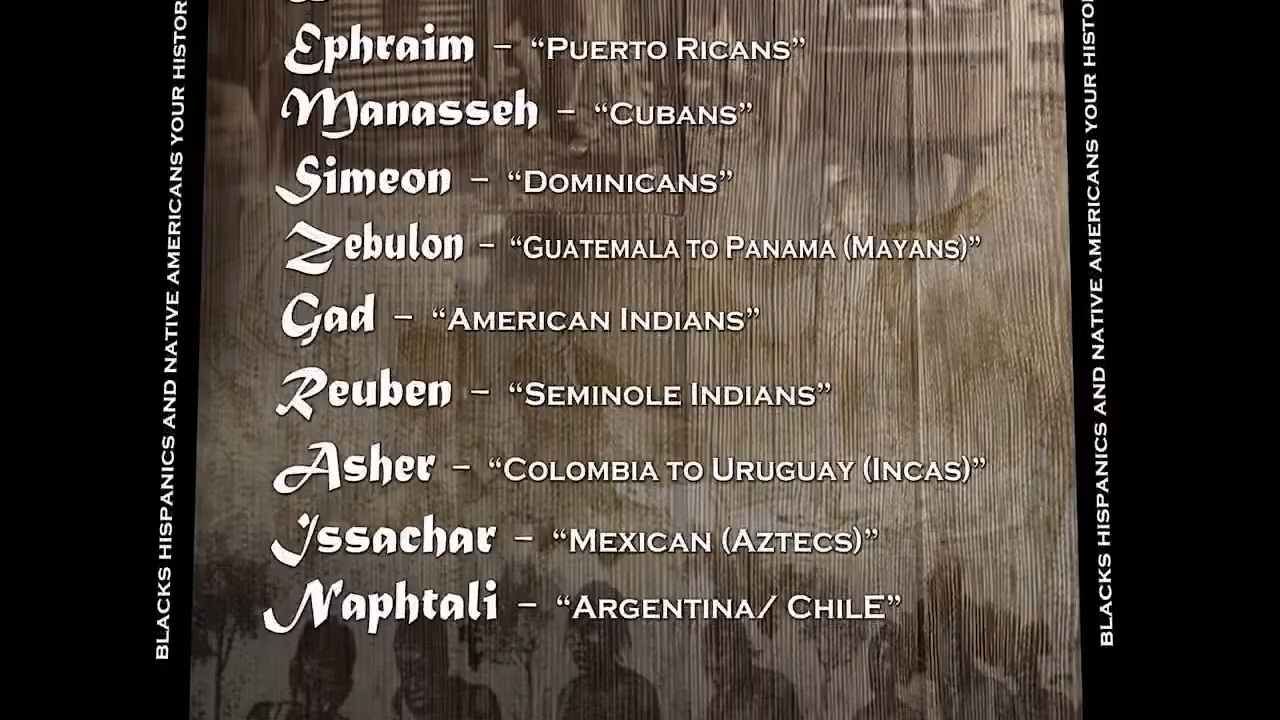 Ephraim – “PUERTO RICANS”
Manasseh – “CUBANS”
Simeon – “DOMINICANS”
Zebulon – “GUATEMALA TO PANAMA (MAYANS)”
Gad – “AMERICAN INDIANS”
Reuben – “SEMINOLE INDIANS”
Asher – “COLOMBIA TO URUGUAY (INCAS)”
Issachar – “MEXICAN (AZTECS)”
Naphtali – “ARGENTINA/ CHILE”
BLACKS HISPANICS AND NATIVE AMERICANS YOUR
BLACKS HISPANICS AND NATIVE AMERICANS YOUR